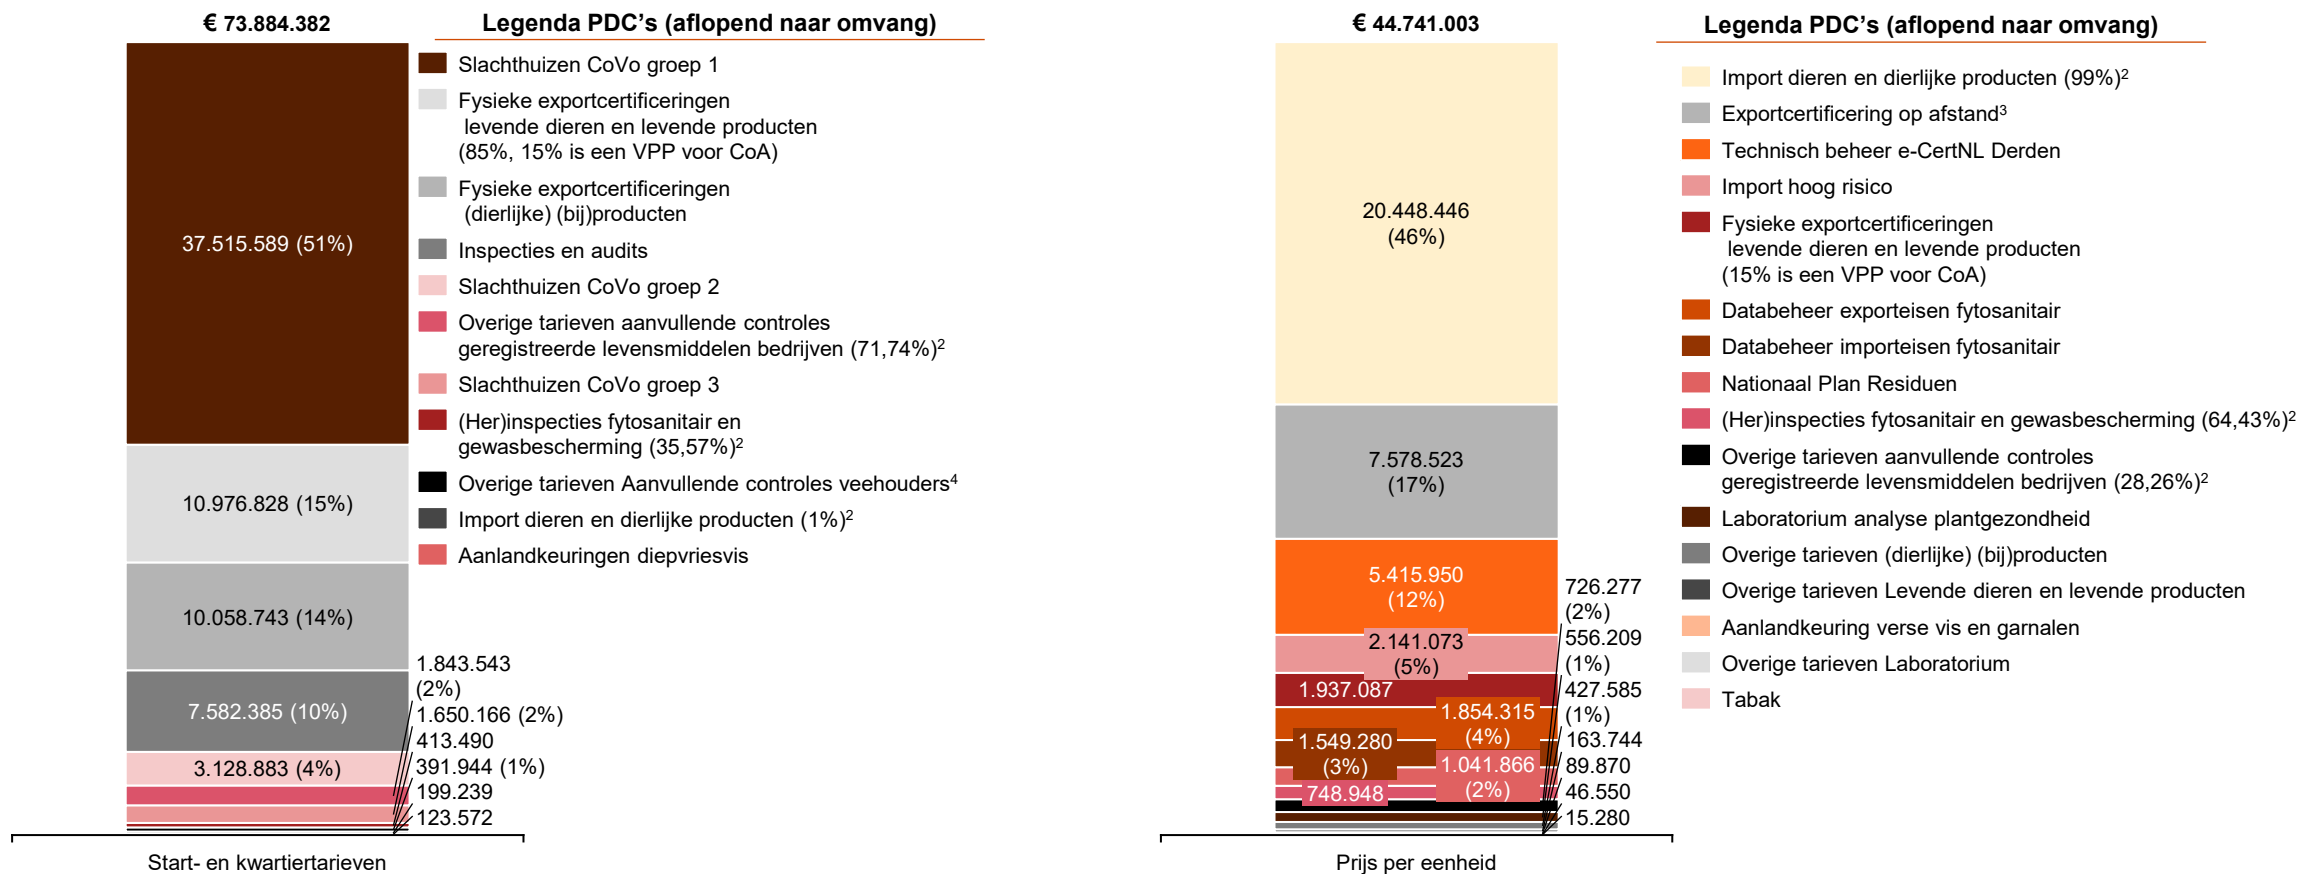 € 73.884.382
Legenda PDC’s (aflopend naar omvang)
37.515.589 (51%)
10.976.828 (15%)
10.058.743 (14%)
7.582.385 (10%)
3.128.883 (4%)
1.843.543
(2%)
1.650.166 (2%)
413.490
391.944 (1%)
199.239
123.572
Start- en kwartiertarieven
Slachthuizen CoVo groep 1
Fysieke exportcertificeringen
levende dieren en levende producten
(85%, 15% is een VPP voor CoA)
Fysieke exportcertificeringen
(dierlijke) (bij)producten
Inspecties en audits
Slachthuizen CoVo groep 2
Overige tarieven aanvullende controles
geregistreerde levensmiddelen bedrijven (71,74%)²
Slachthuizen CoVo groep 3
(Her)inspecties fytosanitair en
gewasbescherming (35,57%)²
Overige tarieven Aanvullende controles veehouders⁴
Import dieren en dierlijke producten (1%)²
Aanlandkeuringen diepvriesvis
€ 44.741.003
Legenda PDC’s (aflopend naar omvang)
20.448.446
(46%)
7.578.523
(17%)
5.415.950
(12%)
2.141.073
(5%)
1.937.087
1.854.315
(4%)
1.549.280
(3%)
1.041.866
(2%)
748.948
726.277
(2%)
556.209
(1%)
427.585
(1%)
163.744
89.870
46.550
15.280
Prijs per eenheid
Import dieren en dierlijke producten (99%)²
Exportcertificering op afstand³
Technisch beheer e-CertNL Derden
Import hoog risico
Fysieke exportcertificeringen
levende dieren en levende producten
(15% is een VPP voor CoA)
Databeheer exporteisen fytosanitair
Databeheer importeisen fytosanitair
Nationaal Plan Residuen
(Her)inspecties fytosanitair en gewasbescherming (64,43%)²
Overige tarieven aanvullende controles
geregistreerde levensmiddelen bedrijven (28,26%)²
Laboratorium analyse plantgezondheid
Overige tarieven (dierlijke) (bij)producten
Overige tarieven Levende dieren en levende producten
Aanlandkeuring verse vis en garnalen
Overige tarieven Laboratorium
Tabak